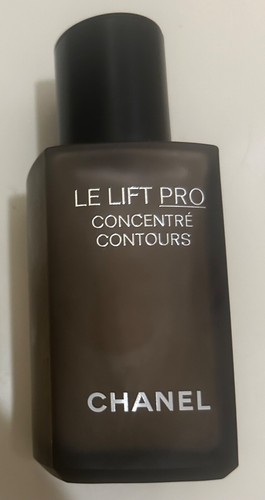 LE LIFT PRO
CONCENTRÉ
CONTOURS
CHANEL